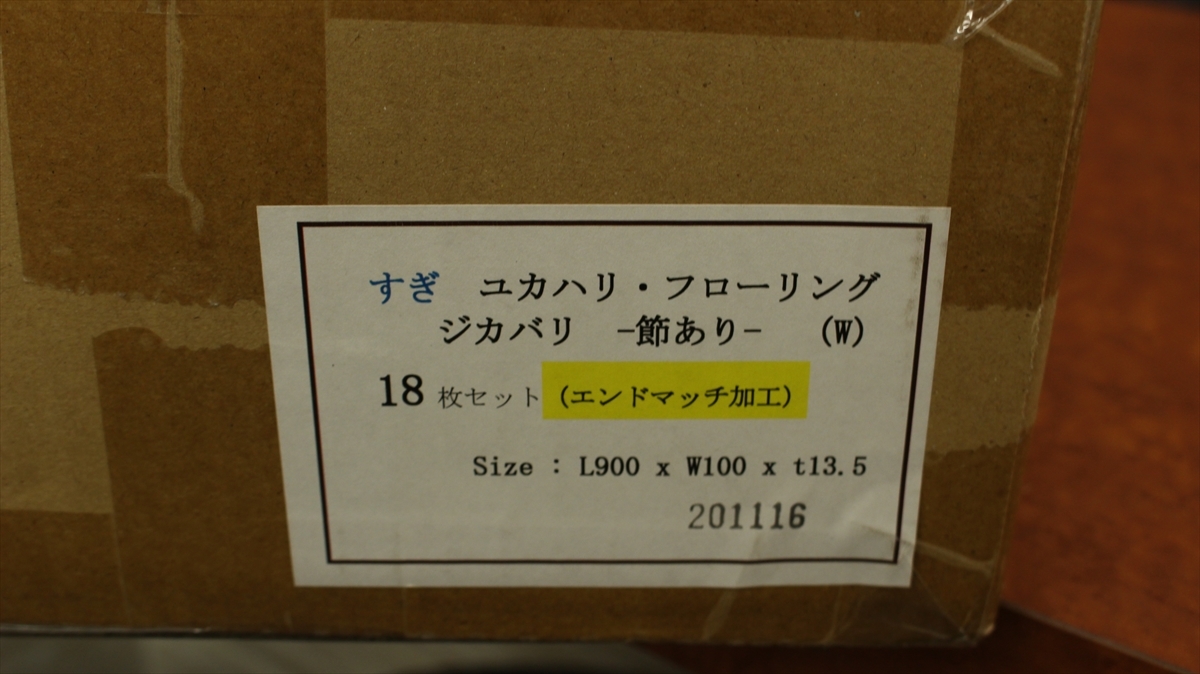 すぎ ユカハリ・フローリング
ジカバリ −節あり− (W)
18 枚セット (エンドマッチ加工)
Size : L900 x W100 x t13.5
201116